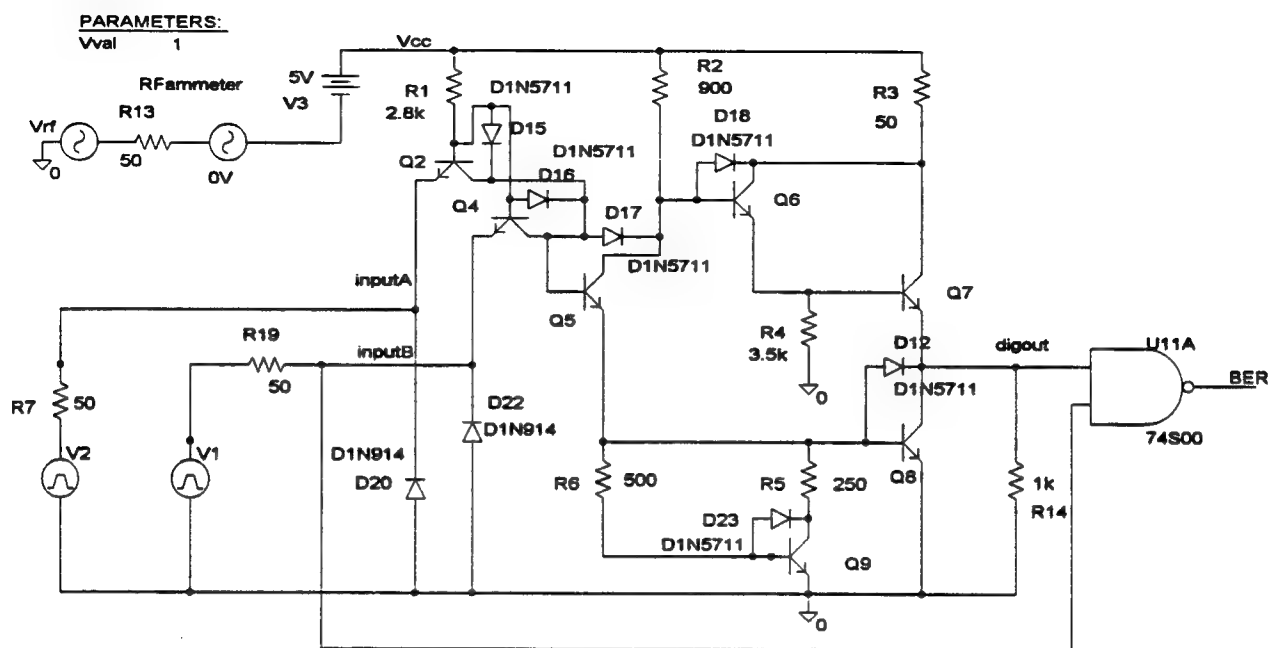 PARAMETERS:
Vval 1
Vcc
RFammeter
5V
V3
R13
Vrf
50
0
0V
R1
2.8k
D1N5711
D15
R2
900
R3
50
D18
D1N5711
Q2
D1N5711
D16
Q4
Q6
D17
D1N5711
inputA
Q5
Q7
R19
50
inputB
R4
3.5k
0
D12
D1N5711
digout
U11A
BER
74S00
R7
50
D22
D1N914
V2
V1
D1N914
D20
R6
500
R5
250
Q8
1k
R14
D23
D1N5711
Q9
0